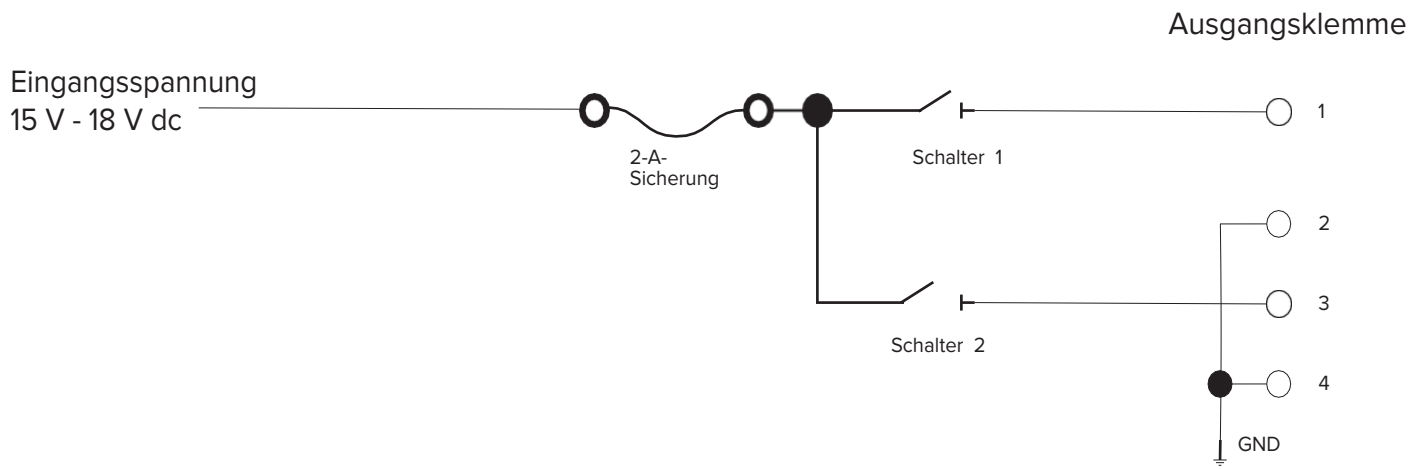 Ausgangsklemme
Eingangsspannung
15 V - 18 V dc
1
2-A-
Sicherung
Schalter 1
2
3
Schalter 2
4
GND